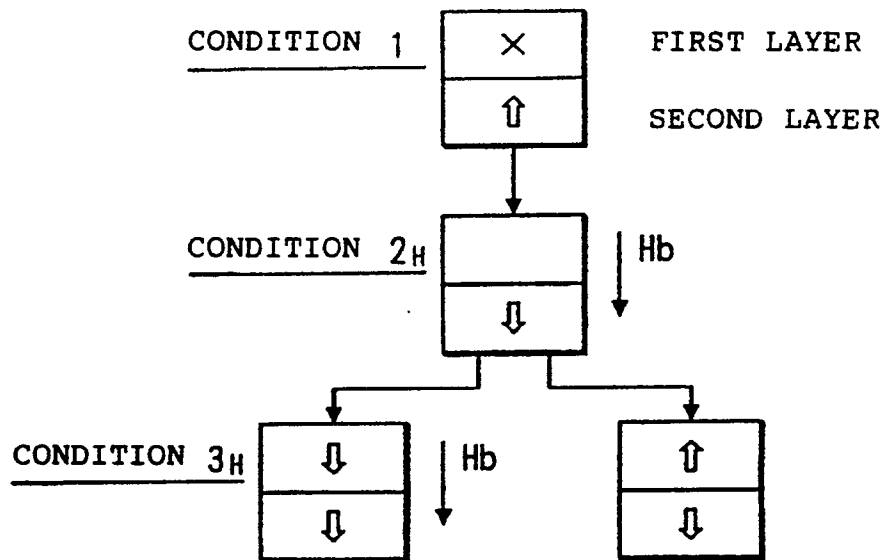 CONDITION 1
FIRST LAYER
SECOND LAYER
CONDITION 2H
Hb
CONDITION 3H
Hb